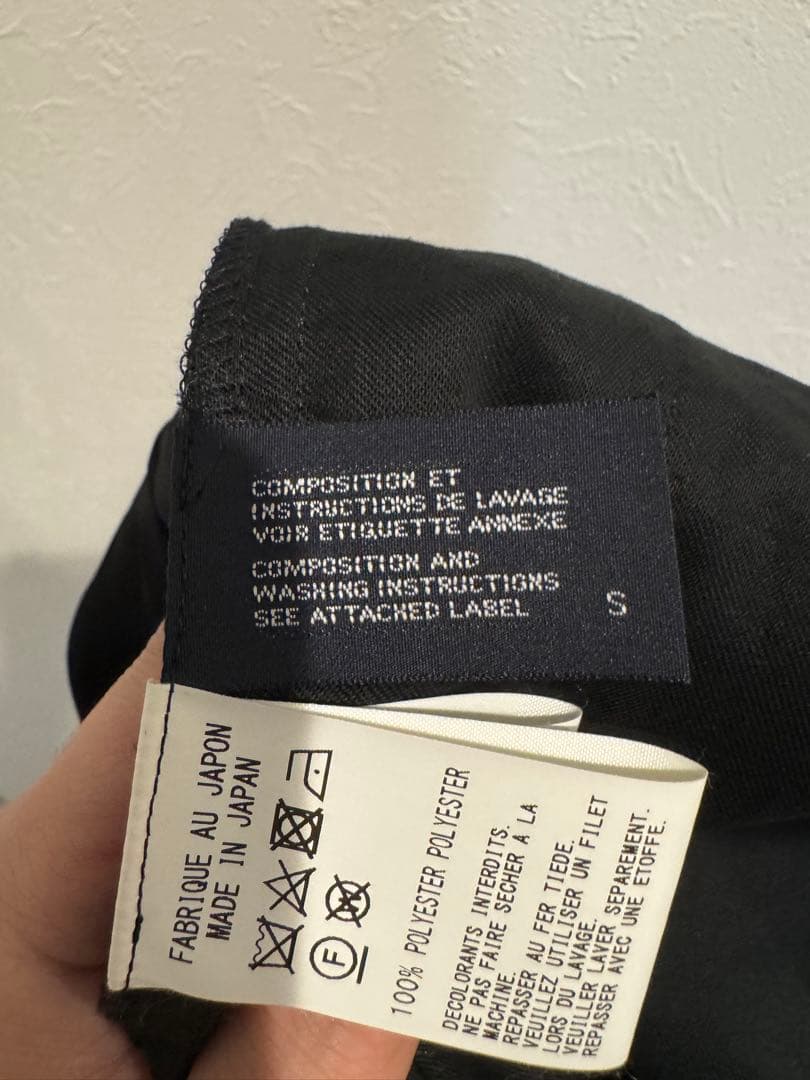 COMPOSITION ET
INSTRUCTIONS DE LAVAGE
VOIR ETIQUETTE ANNEXE
COMPOSITION AND
WASHING INSTRUCTIONS
SEE ATTACHED LABEL
S
FABRIQUE AU JAPON
MADE IN JAPAN
F
W
100% POLYESTER POLYESTER
DECOLORANTS INTERDITS.
NE PAS FAIRE SECHER A LA
MACHINE.
REPASSER AU FER TIEDE.
VEUILLEZ UTILISER UN FILET
LORS DU LAVAGE.
VEUILLER LAVER SEPAREMENT.
REPASSER AVEC UNE ETOFFE.